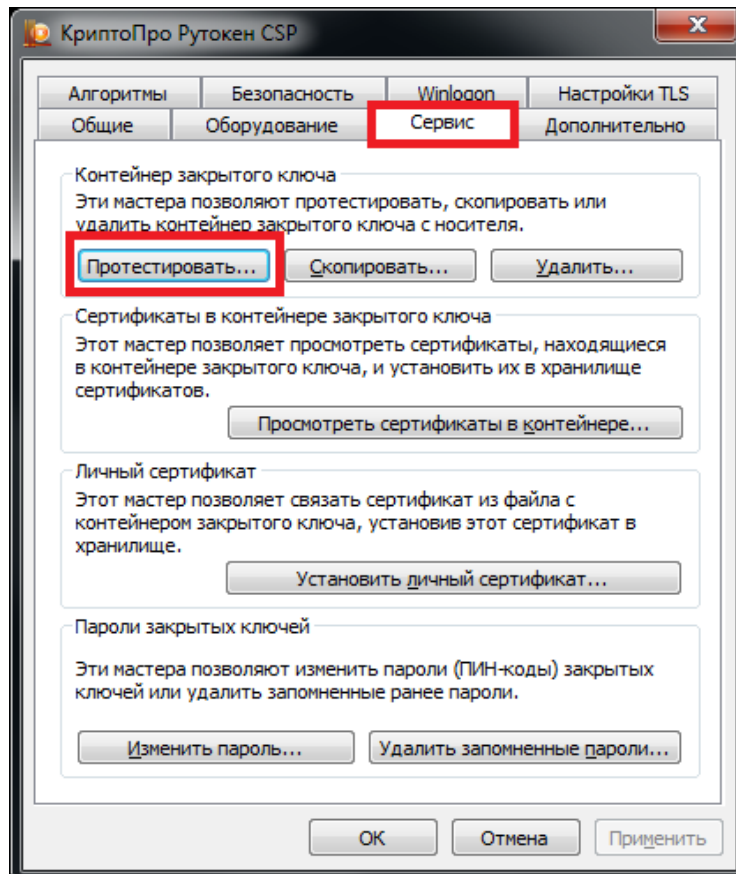 КриптоПро Рутокен CSP
Алгоритмы Безопасность Winlogon Настройки TLS
Общие Оборудование Сервис Дополнительно
Контейнер закрытого ключа
Эти мастера позволяют протестировать, скопировать или
удалить контейнер закрытого ключа с носителя.
Протестировать... Скопировать... Удалить...
Сертификаты в контейнере закрытого ключа
Этот мастер позволяет просмотреть сертификаты, находящиеся
в контейнере закрытого ключа, и установить их в хранилище
сертификатов.
Просмотреть сертификаты в контейнере...
Личный сертификат
Этот мастер позволяет связать сертификат из файла с
контейнером закрытого ключа, установив этот сертификат в
хранилище.
Установить личный сертификат...
Пароли закрытых ключей
Эти мастера позволяют изменить пароли (ПИН-коды) закрытых
ключей или удалить запомненные ранее пароли.
Изменить пароль... Удалить запомненные пароли...
ОК Отмена Применить